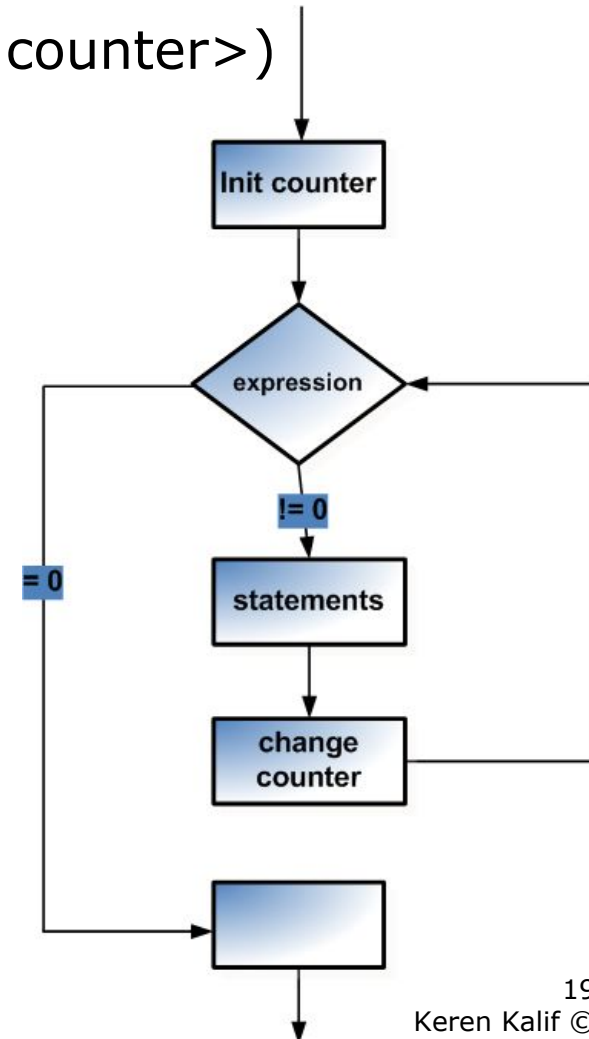 counter>)
Init counter
expression
!= 0
= 0
statements
change
counter
19
Keren Kalif ©